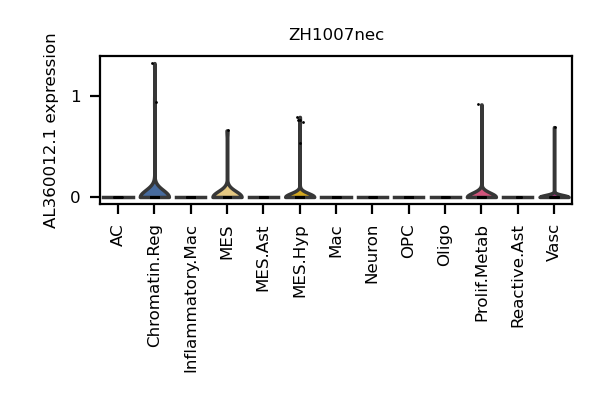 ZH1007nec
AL360012.1 expression
1
0
AC
Chromatin.Reg
Inflammatory.Mac
MES
MES.Ast
MES.Hyp
Mac
Neuron
OPC
Oligo
Prolif.Metab
Reactive.Ast
Vasc